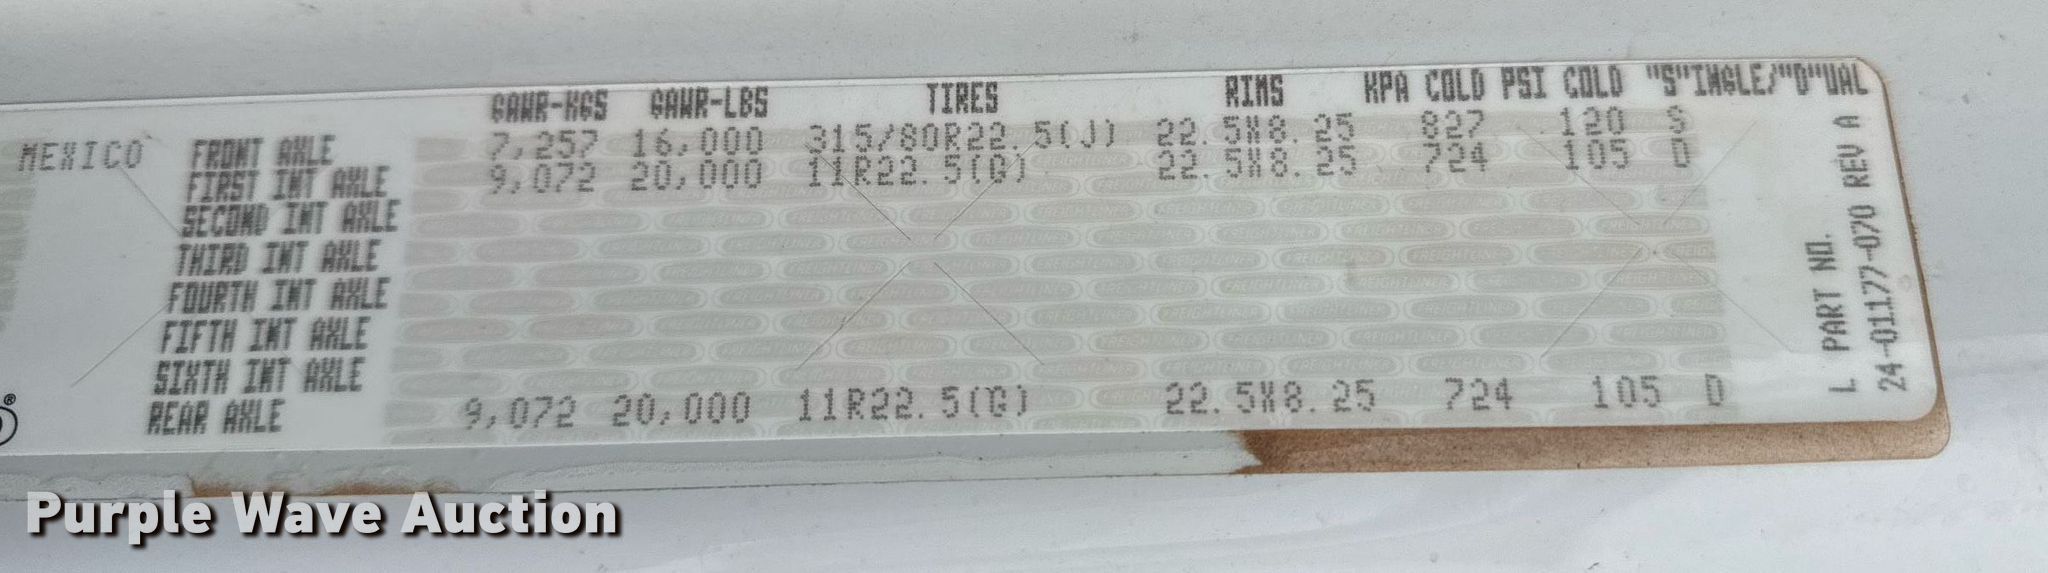 GAWR-KGS GAWR-LBS TIRES RIMS KPA COLD PSI COLD "S"INGLE/"D"UAL
MEXICO FRONT AXLE 7,257 16,000 315/80R22.5(J) 22.5X8.25 827 120 S
FIRST INT AXLE 9,072 20,000 11R22.5(G) 22.5X8.25 724 105 D
SECOND INT AXLE
THIRD INT AXLE
FOURTH INT AXLE
FIFTH INT AXLE
SIXTH INT AXLE
REAR AXLE 9,072 20,000 11R22.5(G) 22.5X8.25 724 105 D
L PART NO.
24-01177-070 REV A
®
Purple Wave Auction